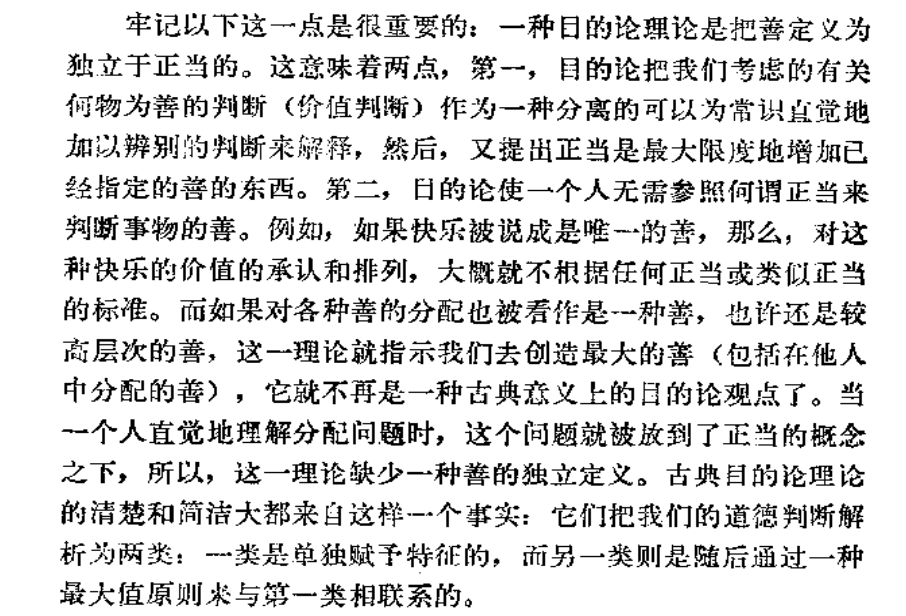 牢记以下这一点是很重要的：一种目的论理论是把善定义为
独立于正当的。这意味着两点，第一，目的论把我们考虑的有关
何物为善的判断（价值判断）作为一种分离的可以为常识直觉地
加以辨别的判断来解释，然后，又提出正当是最大限度地增加已
经指定的善的东西。第二，目的论使一个人无需参照何谓正当来
判断事物的善。例如，如果快乐被说成是唯一的善，那么，对这
种快乐的价值的承认和排列，大概就不根据任何正当或类似正当
的标准。而如果对各种善的分配也被看作是一种善，也许还是较
高层次的善，这一理论就指示我们去创造最大的善（包括在他人
中分配的善），它就不再是一种古典意义上的目的论观点了。当
一个人直觉地理解分配问题时，这个问题就被放到了正当的概念
之下，所以，这一理论缺少一种善的独立定义。古典目的论理论
的清楚和简洁大都来自这样一个事实：它们把我们的道德判断解
析为两类：一类是单独赋予特征的，而另一类则是随后通过一种
最大值原则来与第一类相联系的。